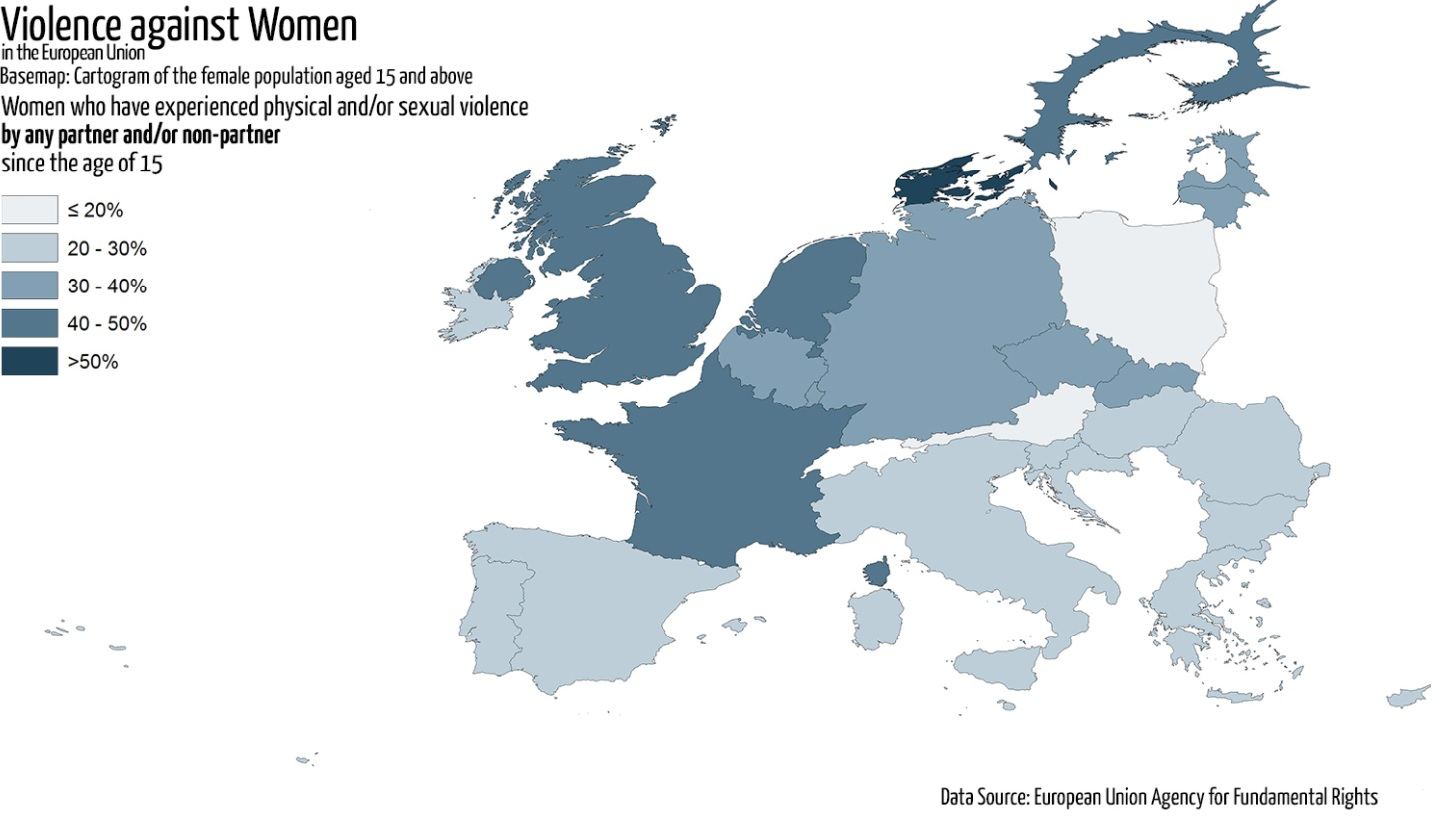 Violence against Women
in the European Union
Basemap: Cartogram of the female population aged 15 and above
Women who have experienced physical and/or sexual violence
by any partner and/or non-partner
since the age of 15
≤ 20%
20 - 30%
30 - 40%
40 - 50%
>50%
Data Source: European Union Agency for Fundamental Rights